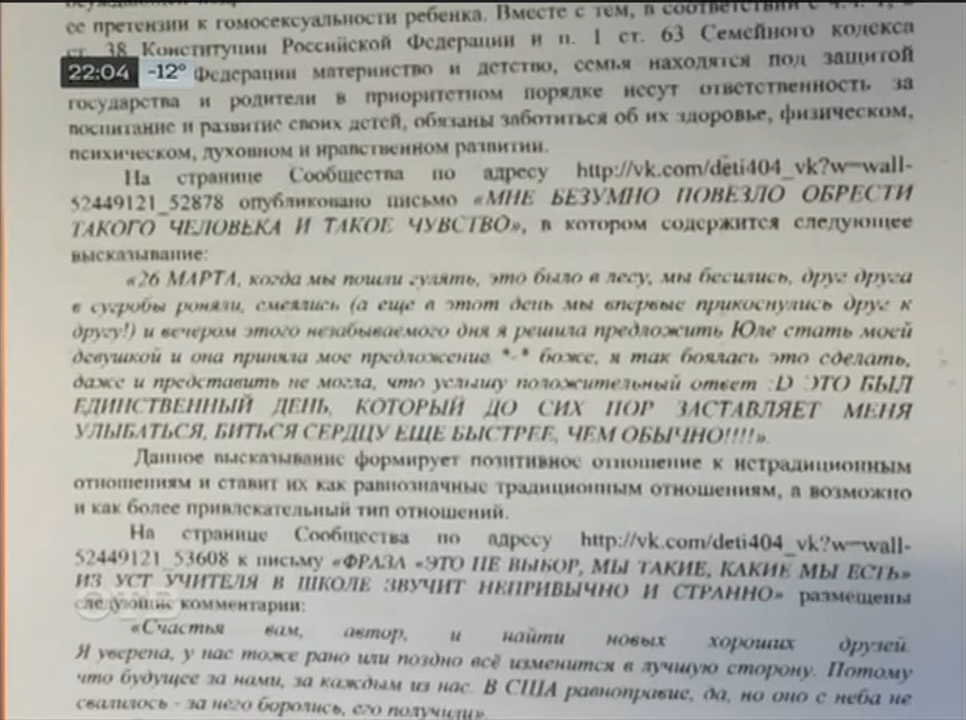 ее претензии к гомосексуальности ребенка. Вместе с тем, в соответствии с ч.ч. 1,
ст. 38 Конституции Российской Федерации и п. 1 ст. 63 Семейного кодекса
22:04 -12° Федерации материнство и детство, семья находятся под защитой
государства и родители в приоритетном порядке несут ответственность за
воспитание и развитие своих детей, обязаны заботиться об их здоровье, физическом,
психическом, духовном и нравственном развитии.
На странице Сообщества по адресу http://vk.com/deti404_vk?w=wall-
52449121_52878 опубликовано письмо «МНЕ БЕЗУМНО ПОВЕЗЛО ОБРЕСТИ
ТАКОГО ЧЕЛОВЕКА И ТАКОЕ ЧУВСТВО», в котором содержится следующее
высказывание:
«26 МАРТА, когда мы пошли гулять, это было в лесу, мы бесились, друг друга
в сугробы роняли, смеялись (а еще в этот день мы впервые прикоснулись друг к
другу!) и вечером этого незабываемого дня я решила предложить Юле стать моей
девушкой и она приняла мое предложение *-* боже, я так боялась это сделать,
даже и представить не могла, что услышу положительный ответ :D ЭТО БЫЛ
ЕДИНСТВЕННЫЙ ДЕНЬ, КОТОРЫЙ ДО СИХ ПОР ЗАСТАВЛЯЕТ МЕНЯ
УЛЫБАТЬСЯ, БИТЬСЯ СЕРДЦУ ЕЩЕ БЫСТРЕЕ, ЧЕМ ОБЫЧНО!!!!».
Данное высказывание формирует позитивное отношение к нетрадиционным
отношениям и ставит их как равнозначные традиционным отношениям, а возможно
и как более привлекательный тип отношений.
На странице Сообщества по адресу http://vk.com/deti404_vk?w=wall-
52449121_53608 к письму «ФРАЗА «ЭТО НЕ ВЫБОР, МЫ ТАКИЕ, КАКИЕ МЫ ЕСТЬ»
ИЗ УСТ УЧИТЕЛЯ В ШКОЛЕ ЗВУЧИТ НЕПРИВЫЧНО И СТРАННО» размещены
следующие комментарии:
ОТВ
«Счастья вам, автор, и найти новых хороших друзей.
Я уверена, у нас тоже рано или поздно всё изменится в лучшую сторону. Потому
что будущее за нами, за каждым из нас. В США равноправие, да, но оно с неба не
свалилось - за него боролись, его получили».